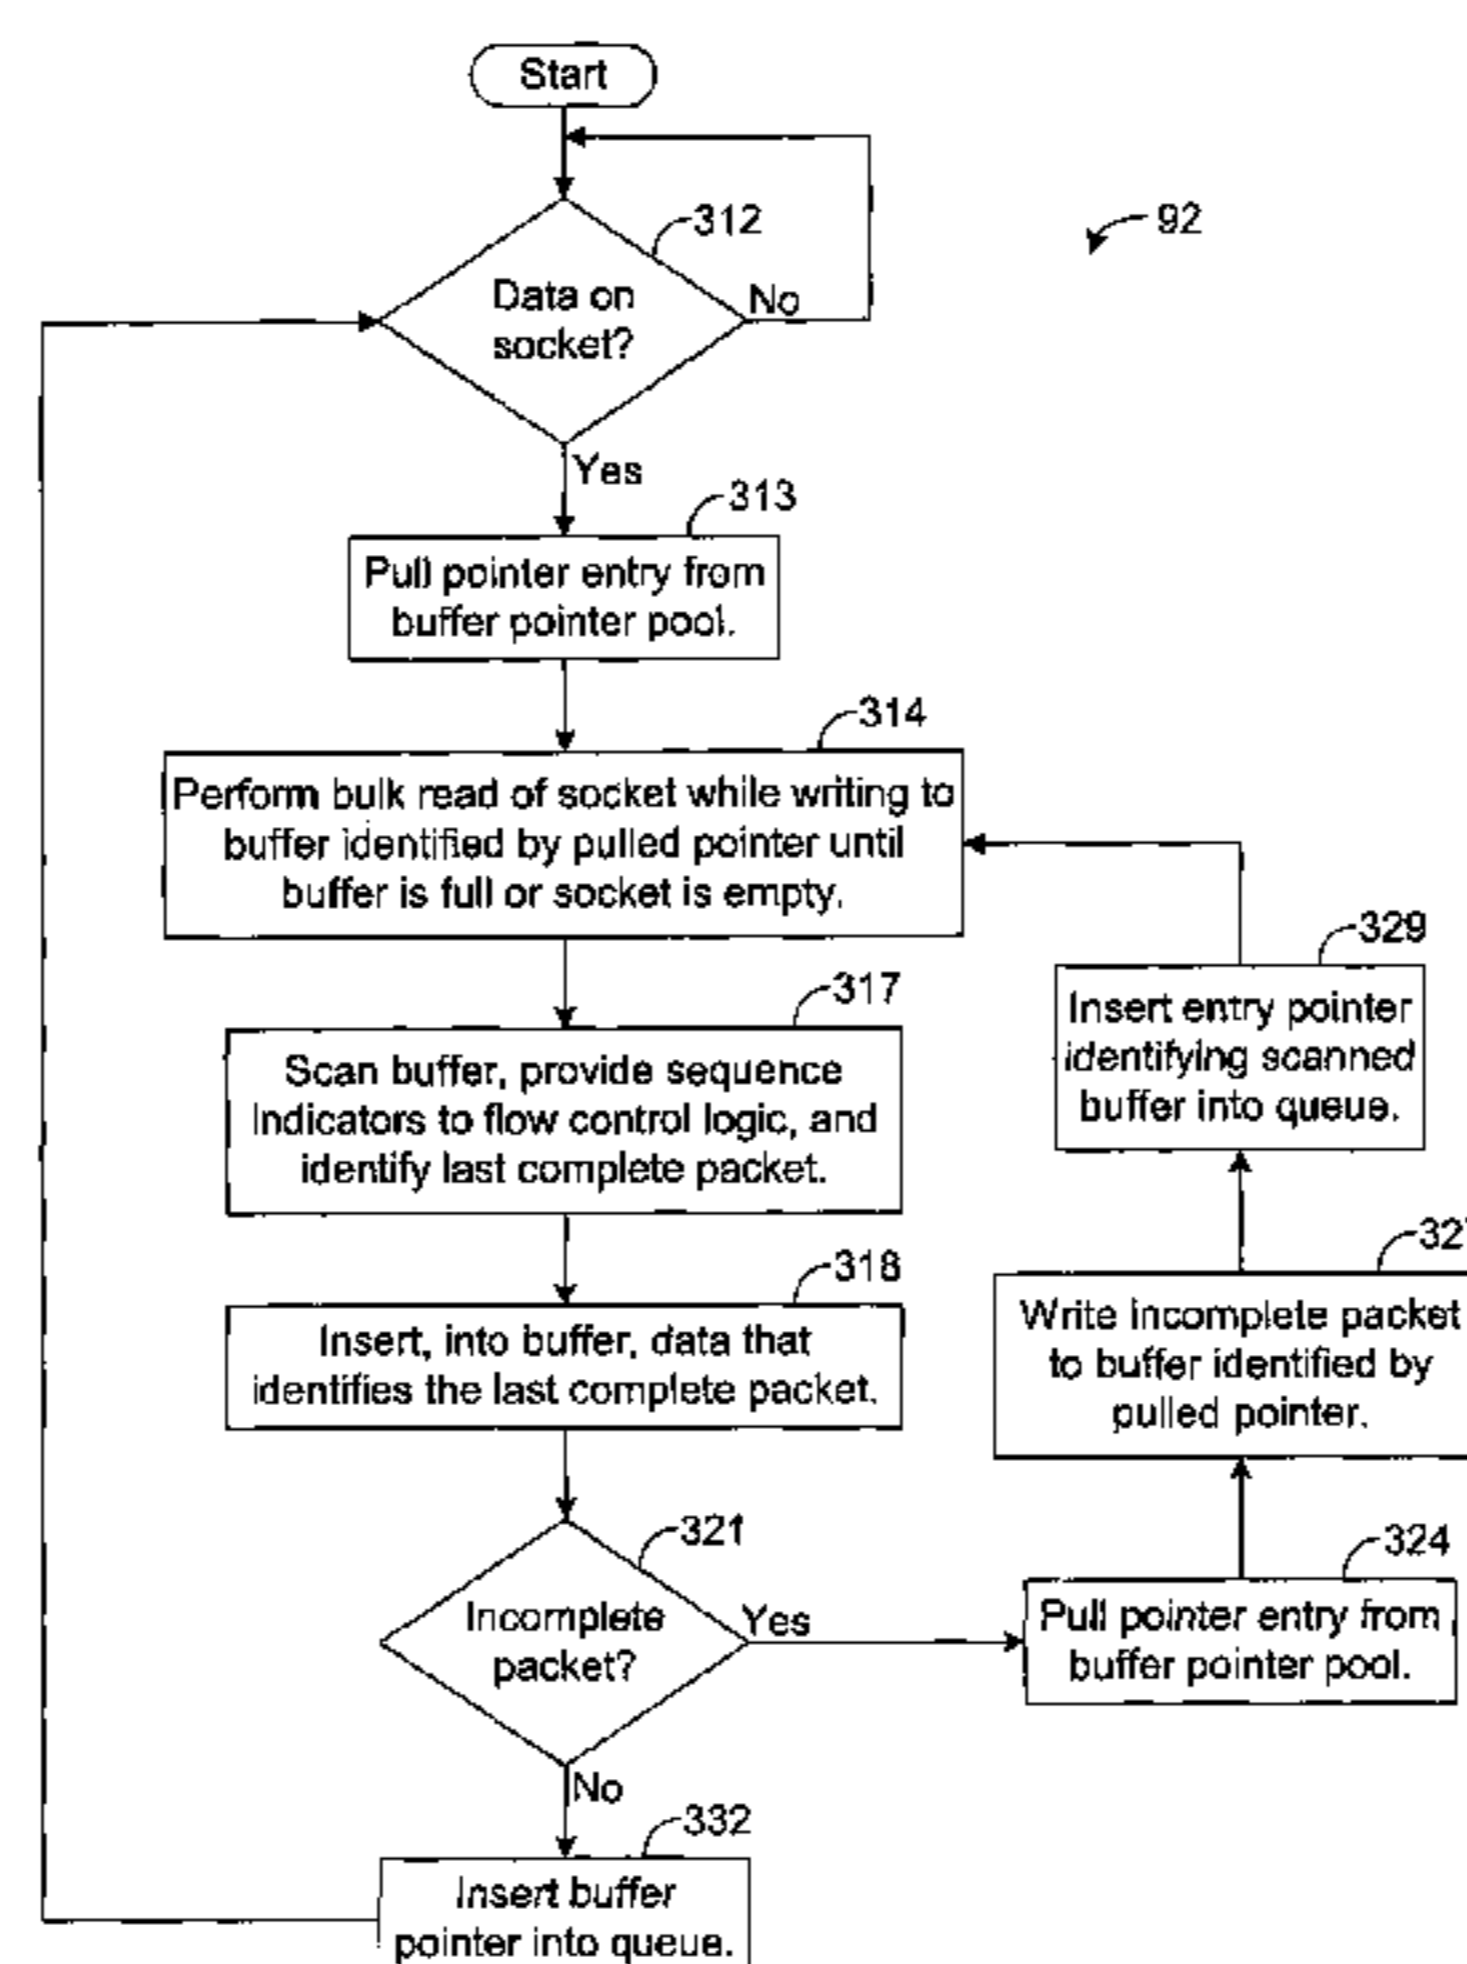 Start
312
92
Data on
socket?
No
Yes
313
Pull pointer entry from
buffer pointer pool.
314
Perform bulk read of socket while writing to
buffer identified by pulled pointer until
buffer is full or socket is empty.
317
Scan buffer, provide sequence
Indicators to flow control logic, and
identify last complete packet.
318
Insert, into buffer, data that
identifies the last complete packet.
321
Incomplete
packet?
Yes
No
332
Insert buffer
pointer into queue.
324
Pull pointer entry from
buffer pointer pool.
Write incomplete packet
to buffer identified by
pulled pointer.
329
Insert entry pointer
identifying scanned
buffer into queue.